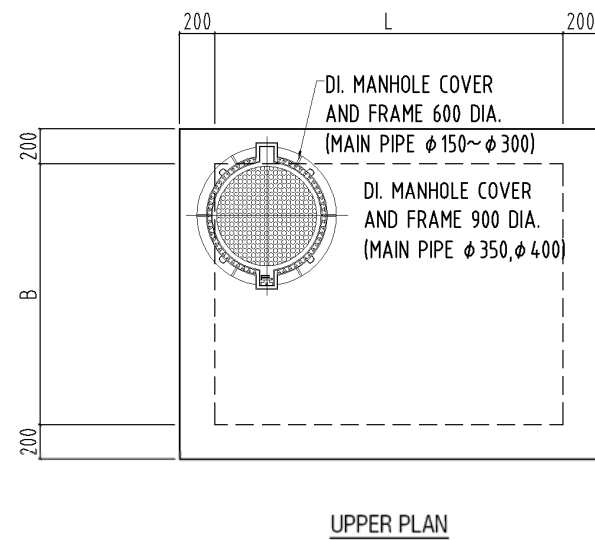 200
L
200
DI. MANHOLE COVER
AND FRAME 600 DIA.
(MAIN PIPE ϕ150~ϕ300)
200
DI. MANHOLE COVER
AND FRAME 900 DIA.
(MAIN PIPE ϕ350,ϕ400)
B
200
UPPER PLAN